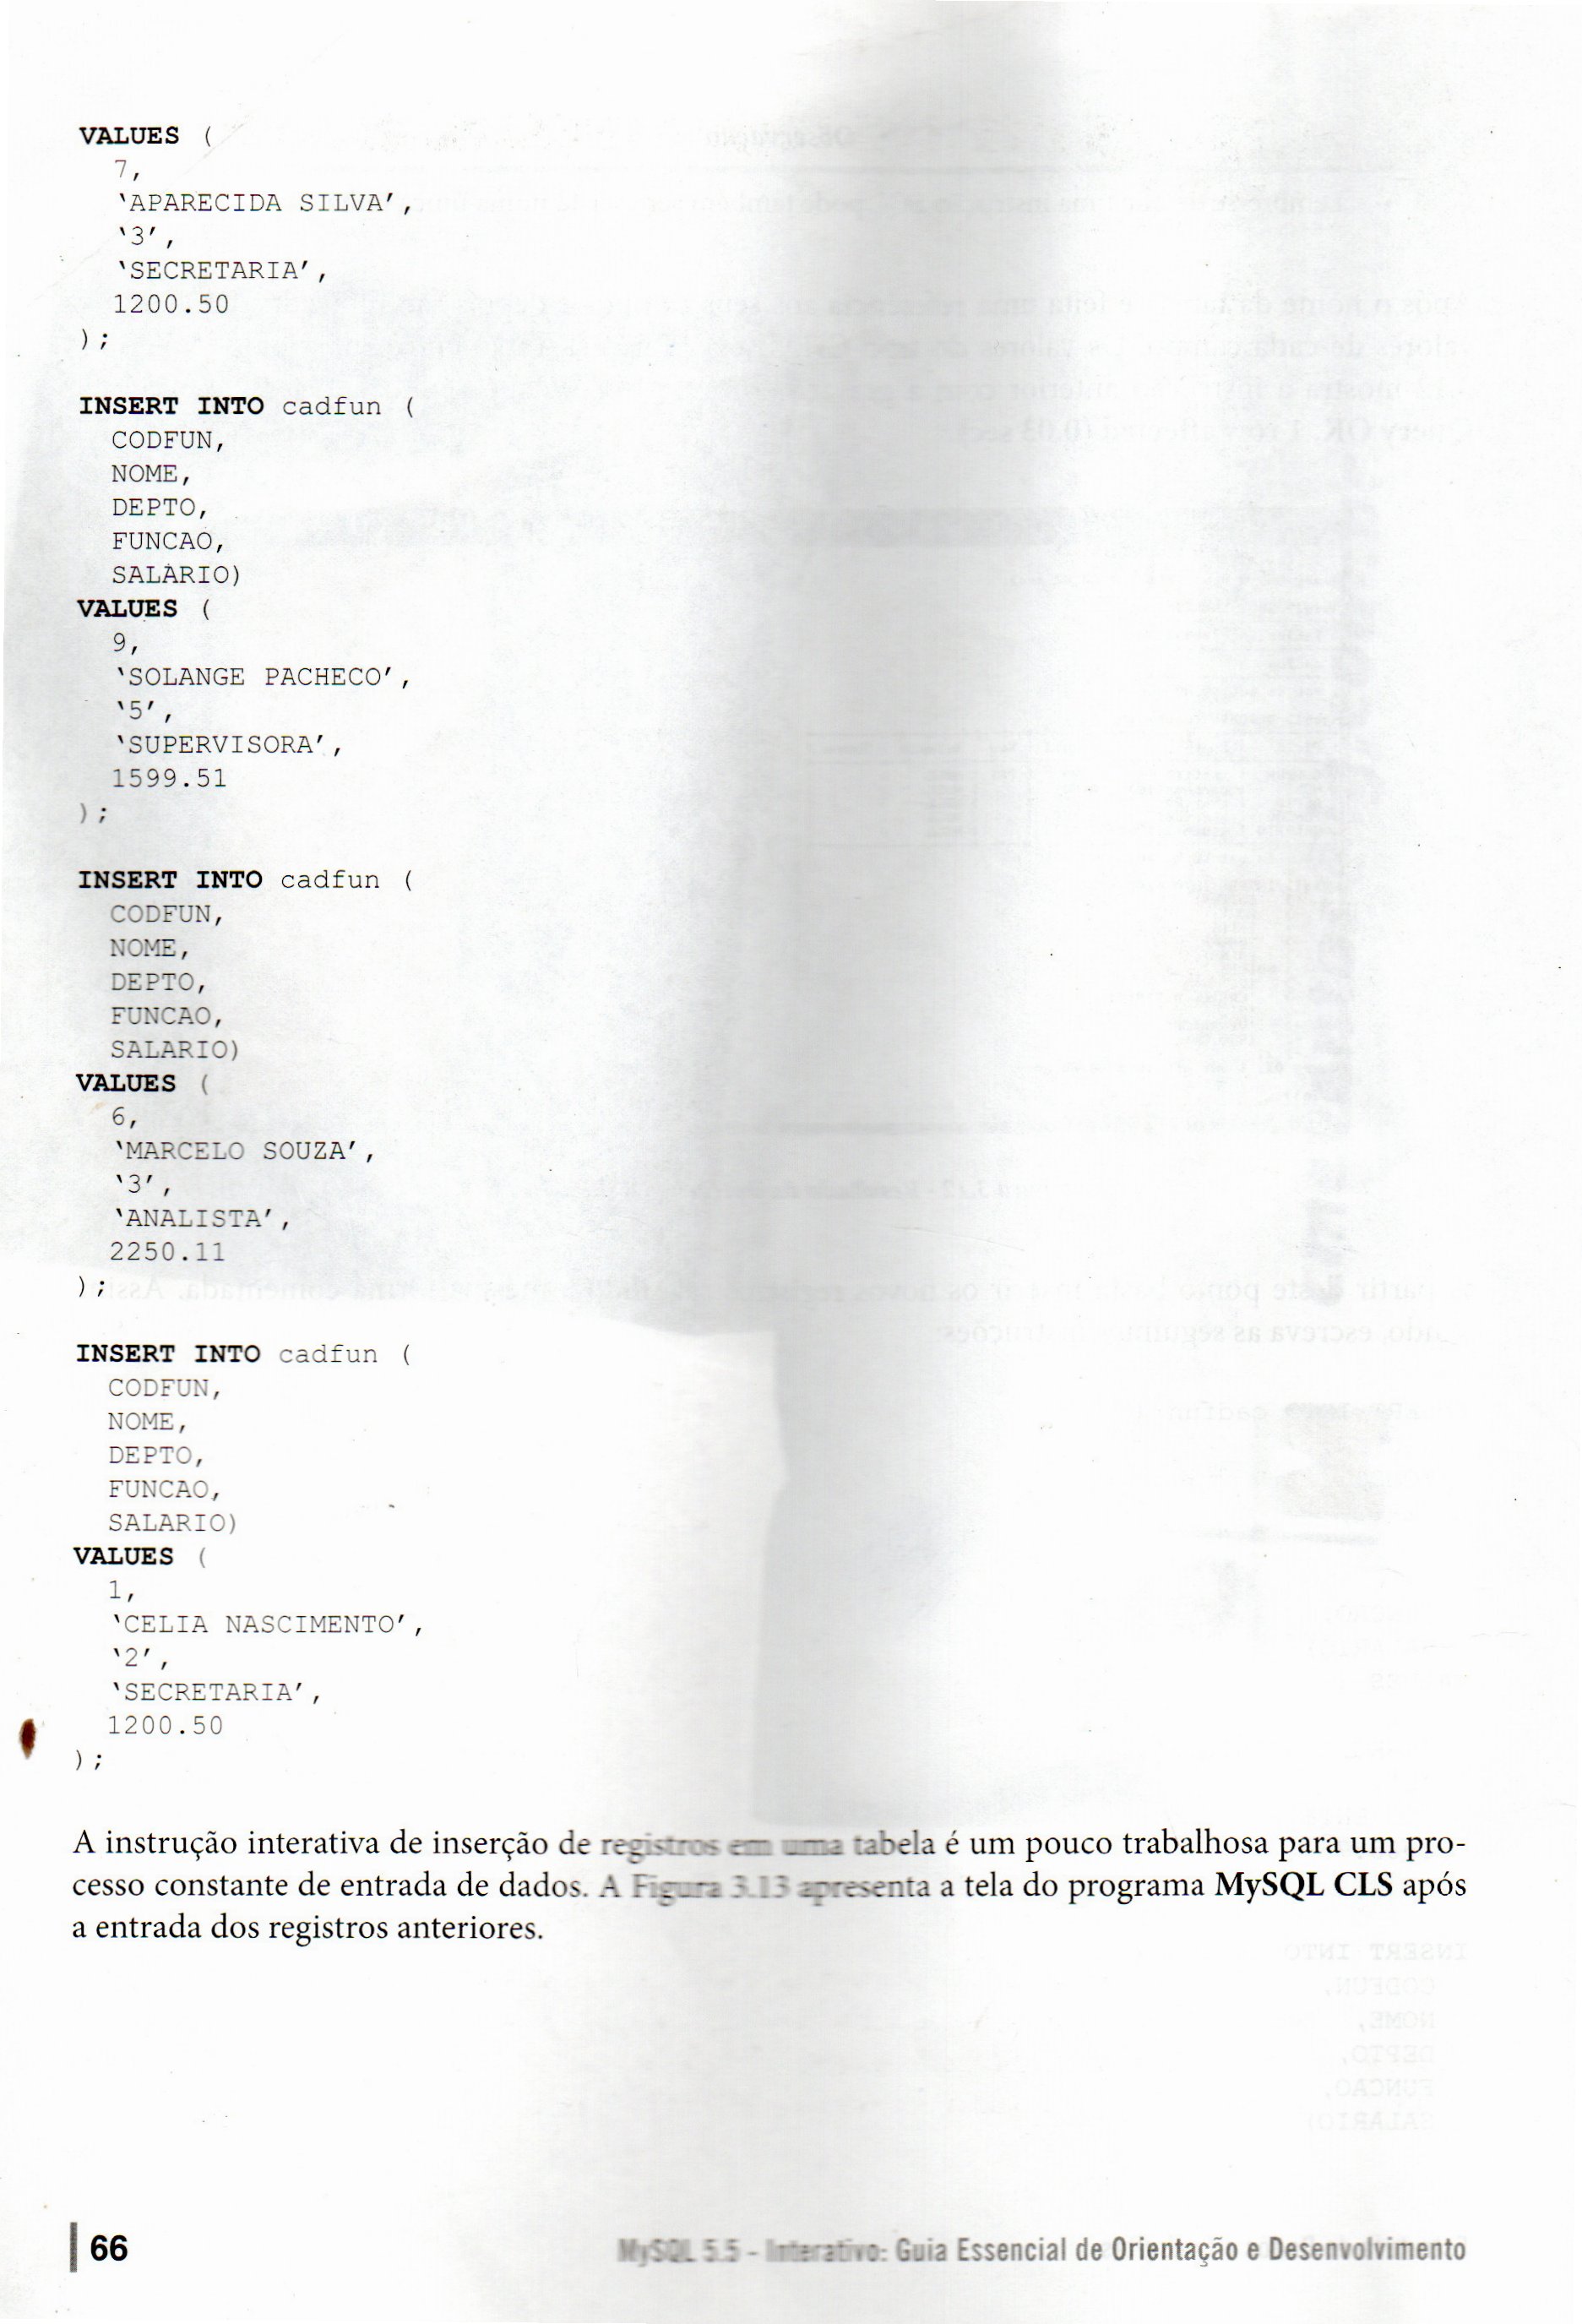 VALUES (
7,
‘APARECIDA SILVA’,
‘3’,
‘SECRETARIA’,
1200.50
);
INSERT INTO cadfun (
CODFUN,
NOME,
DEPTO,
FUNCAO,
SALARIO)
VALUES (
9,
‘SOLANGE PACHECO’,
‘5’,
‘SUPERVISORA’,
1599.51
);
INSERT INTO cadfun (
CODFUN,
NOME,
DEPTO,
FUNCAO,
SALARIO)
VALUES (
6,
‘MARCELO SOUZA’,
‘3’,
‘ANALISTA’,
2250.11
);
INSERT INTO cadfun (
CODFUN,
NOME,
DEPTO,
FUNCAO,
SALARIO)
VALUES (
1,
‘CELIA NASCIMENTO’,
‘2’,
‘SECRETARIA’,
1200.50
);
A instrução interativa de inserção de registros em uma tabela é um pouco trabalhosa para um pro-
cesso constante de entrada de dados. A Figura 3.13 apresenta a tela do programa MySQL CLS após
a entrada dos registros anteriores.
66 MySQL 5.5 - Interativo: Guia Essencial de Orientação e Desenvolvimento